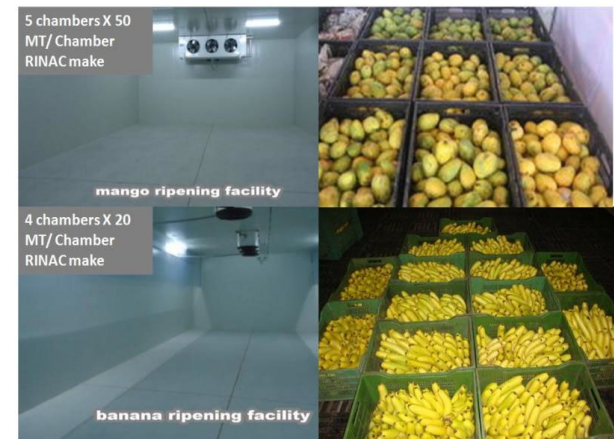 5 chambers X 50
MT/ Chamber
RINAC make
mango ripening facility
4 chambers X 20
MT/ Chamber
RINAC make
banana ripening facility